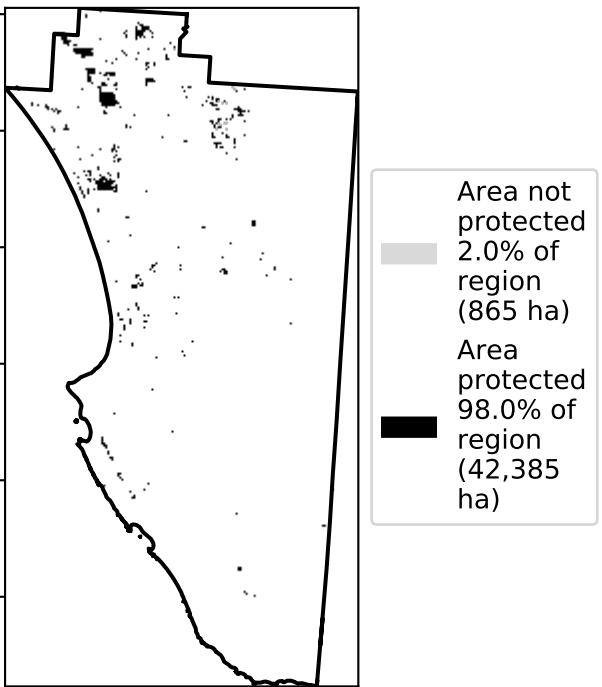 Area not
protected
2.0% of
region
(865 ha)
Area
protected
98.0% of
region
(42,385
ha)